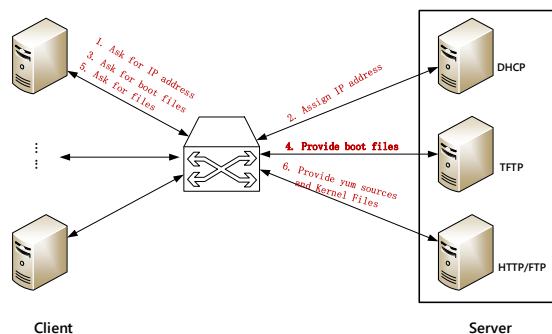 1. Ask for IP address
3. Ask for boot files
5. Ask for files
2. Assign IP address
DHCP
4. Provide boot files
TFTP
6. Provide yum sources
and Kernel Files
HTTP/FTP
Client
Server